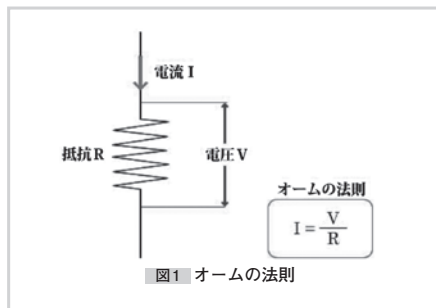 電流 I
抵抗 R
電圧 V
オームの法則
I = V/R
図1 オームの法則